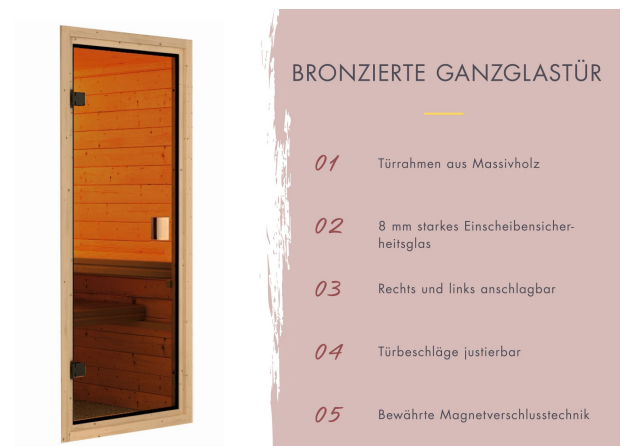 BRONZIERTE GANZGLASTÜR
01 Türrahmen aus Massivholz
02 8 mm starkes Einscheibensicher-
heitsglas
03 Rechts und links anschlagbar
04 Türbeschläge justierbar
05 Bewährte Magnetverschlusstechnik